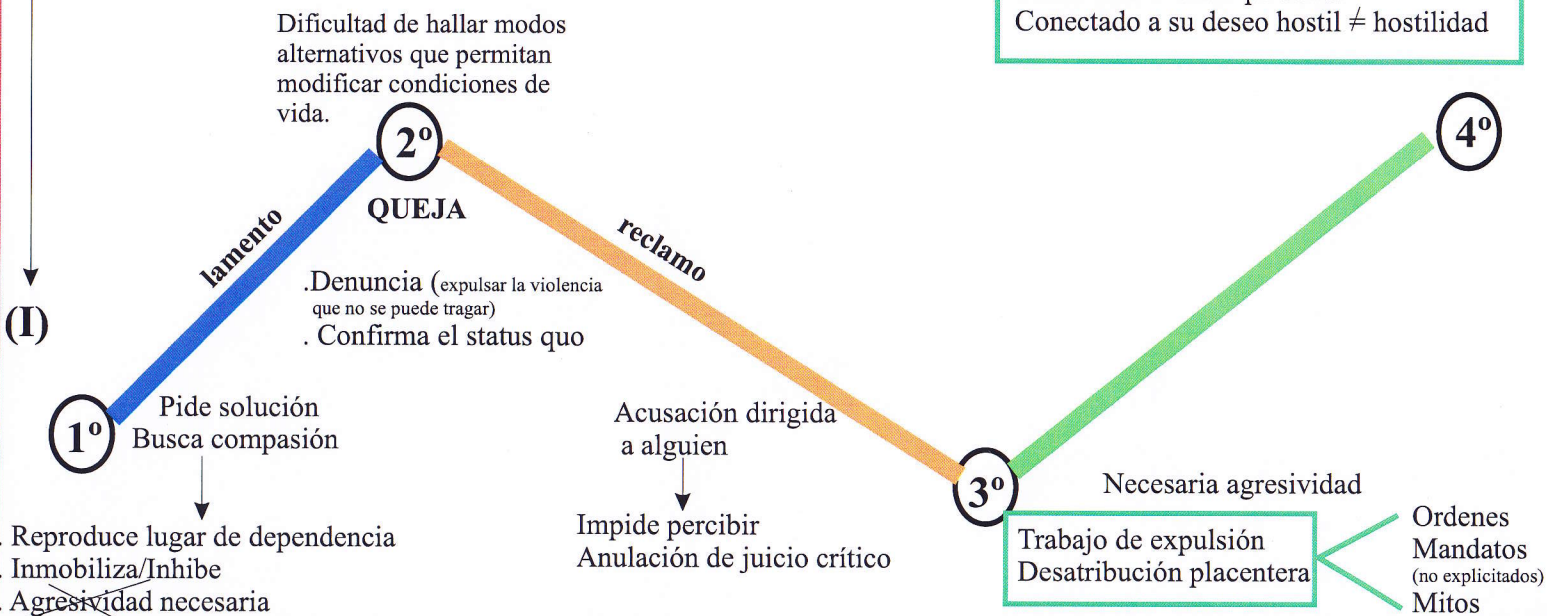 Conectado a su deseo hostil ≠ hostilidad
Dificultad de hallar modos
alternativos que permitan
modificar condiciones de
vida.
2º
4º
QUEJA
lamento
reclamo
.Denuncia (expulsar la violencia
que no se puede tragar)
. Confirma el status quo
(I)
1º
Pide solución
Busca compasión
Acusación dirigida
a alguien
3º
Necesaria agresividad
. Reproduce lugar de dependencia
. Inmobiliza/Inhibe
. Agresividad necesaria
Impide percibir
Anulación de juicio crítico
Trabajo de expulsión
Desatribución placentera
Ordenes
Mandatos
(no explicitados)
Mitos